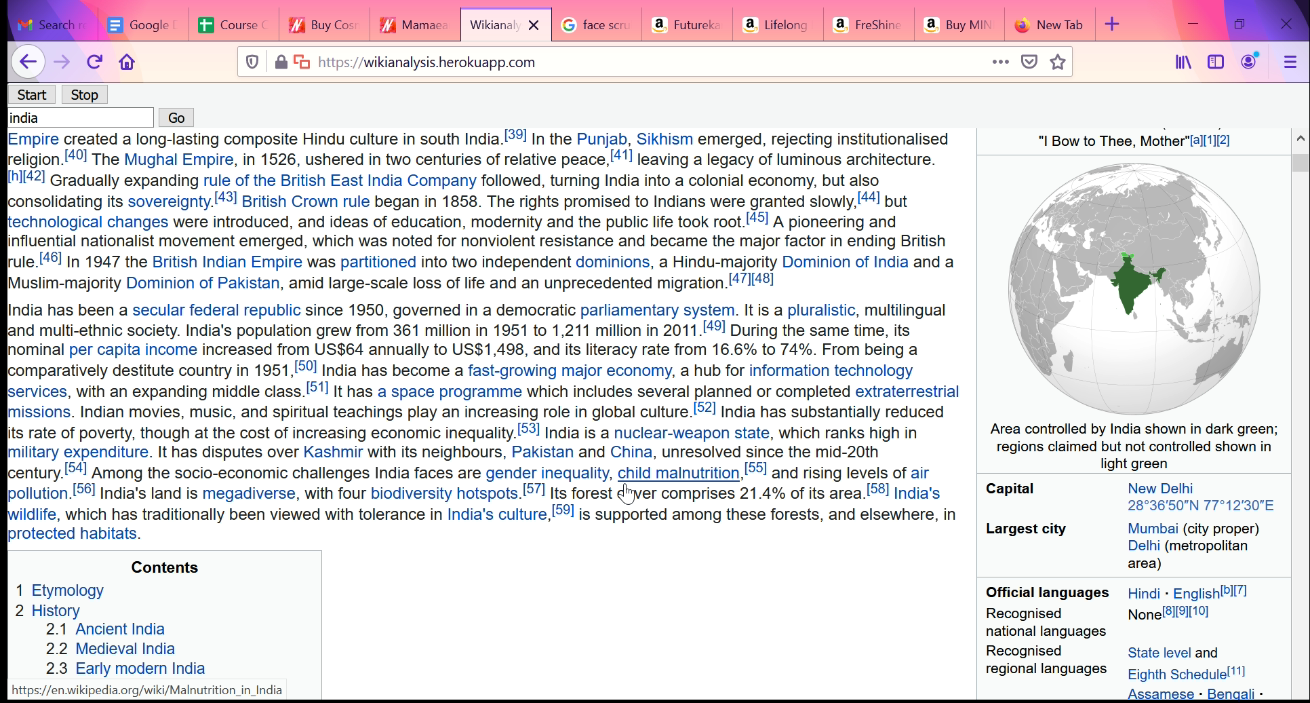 Search r
Google D
Course C
Buy Cosr
Mamaea
Wikianaly
face scru
Futureka
Lifelong
FreShine
Buy MIN
New Tab
https://wikianalysis.herokuapp.com
Start Stop
india Go
Empire created a long-lasting composite Hindu culture in south India.[39] In the Punjab, Sikhism emerged, rejecting institutionalised
religion.[40] The Mughal Empire, in 1526, ushered in two centuries of relative peace,[41] leaving a legacy of luminous architecture.
[h][42] Gradually expanding rule of the British East India Company followed, turning India into a colonial economy, but also
consolidating its sovereignty.[43] British Crown rule began in 1858. The rights promised to Indians were granted slowly,[44] but
technological changes were introduced, and ideas of education, modernity and the public life took root.[45] A pioneering and
influential nationalist movement emerged, which was noted for nonviolent resistance and became the major factor in ending British
rule.[46] In 1947 the British Indian Empire was partitioned into two independent dominions, a Hindu-majority Dominion of India and a
Muslim-majority Dominion of Pakistan, amid large-scale loss of life and an unprecedented migration.[47][48]
India has been a secular federal republic since 1950, governed in a democratic parliamentary system. It is a pluralistic, multilingual
and multi-ethnic society. India's population grew from 361 million in 1951 to 1,211 million in 2011.[49] During the same time, its
nominal per capita income increased from US$64 annually to US$1,498, and its literacy rate from 16.6% to 74%. From being a
comparatively destitute country in 1951,[50] India has become a fast-growing major economy, a hub for information technology
services, with an expanding middle class.[51] It has a space programme which includes several planned or completed extraterrestrial
missions. Indian movies, music, and spiritual teachings play an increasing role in global culture.[52] India has substantially reduced
its rate of poverty, though at the cost of increasing economic inequality.[53] India is a nuclear-weapon state, which ranks high in
military expenditure. It has disputes over Kashmir with its neighbours, Pakistan and China, unresolved since the mid-20th
century.[54] Among the socio-economic challenges India faces are gender inequality, child malnutrition,[55] and rising levels of air
pollution.[56] India's land is megadiverse, with four biodiversity hotspots.[57] Its forest cover comprises 21.4% of its area.[58] India's
wildlife, which has traditionally been viewed with tolerance in India's culture,[59] is supported among these forests, and elsewhere, in
protected habitats.
Contents
1 Etymology
2 History
2.1 Ancient India
2.2 Medieval India
2.3 Early modern India
https://en.wikipedia.org/wiki/Malnutrition_in_India
"I Bow to Thee, Mother"[a][1][2]
Area controlled by India shown in dark green;
regions claimed but not controlled shown in
light green
Capital New Delhi
28°36′50″N 77°12′30″E
Largest city Mumbai (city proper)
Delhi (metropolitan
area)
Official languages Hindi · English[b][7]
Recognised None[8][9][10]
national languages
Recognised State level and
regional languages Eighth Schedule[11]
Assamese · Bengali ·